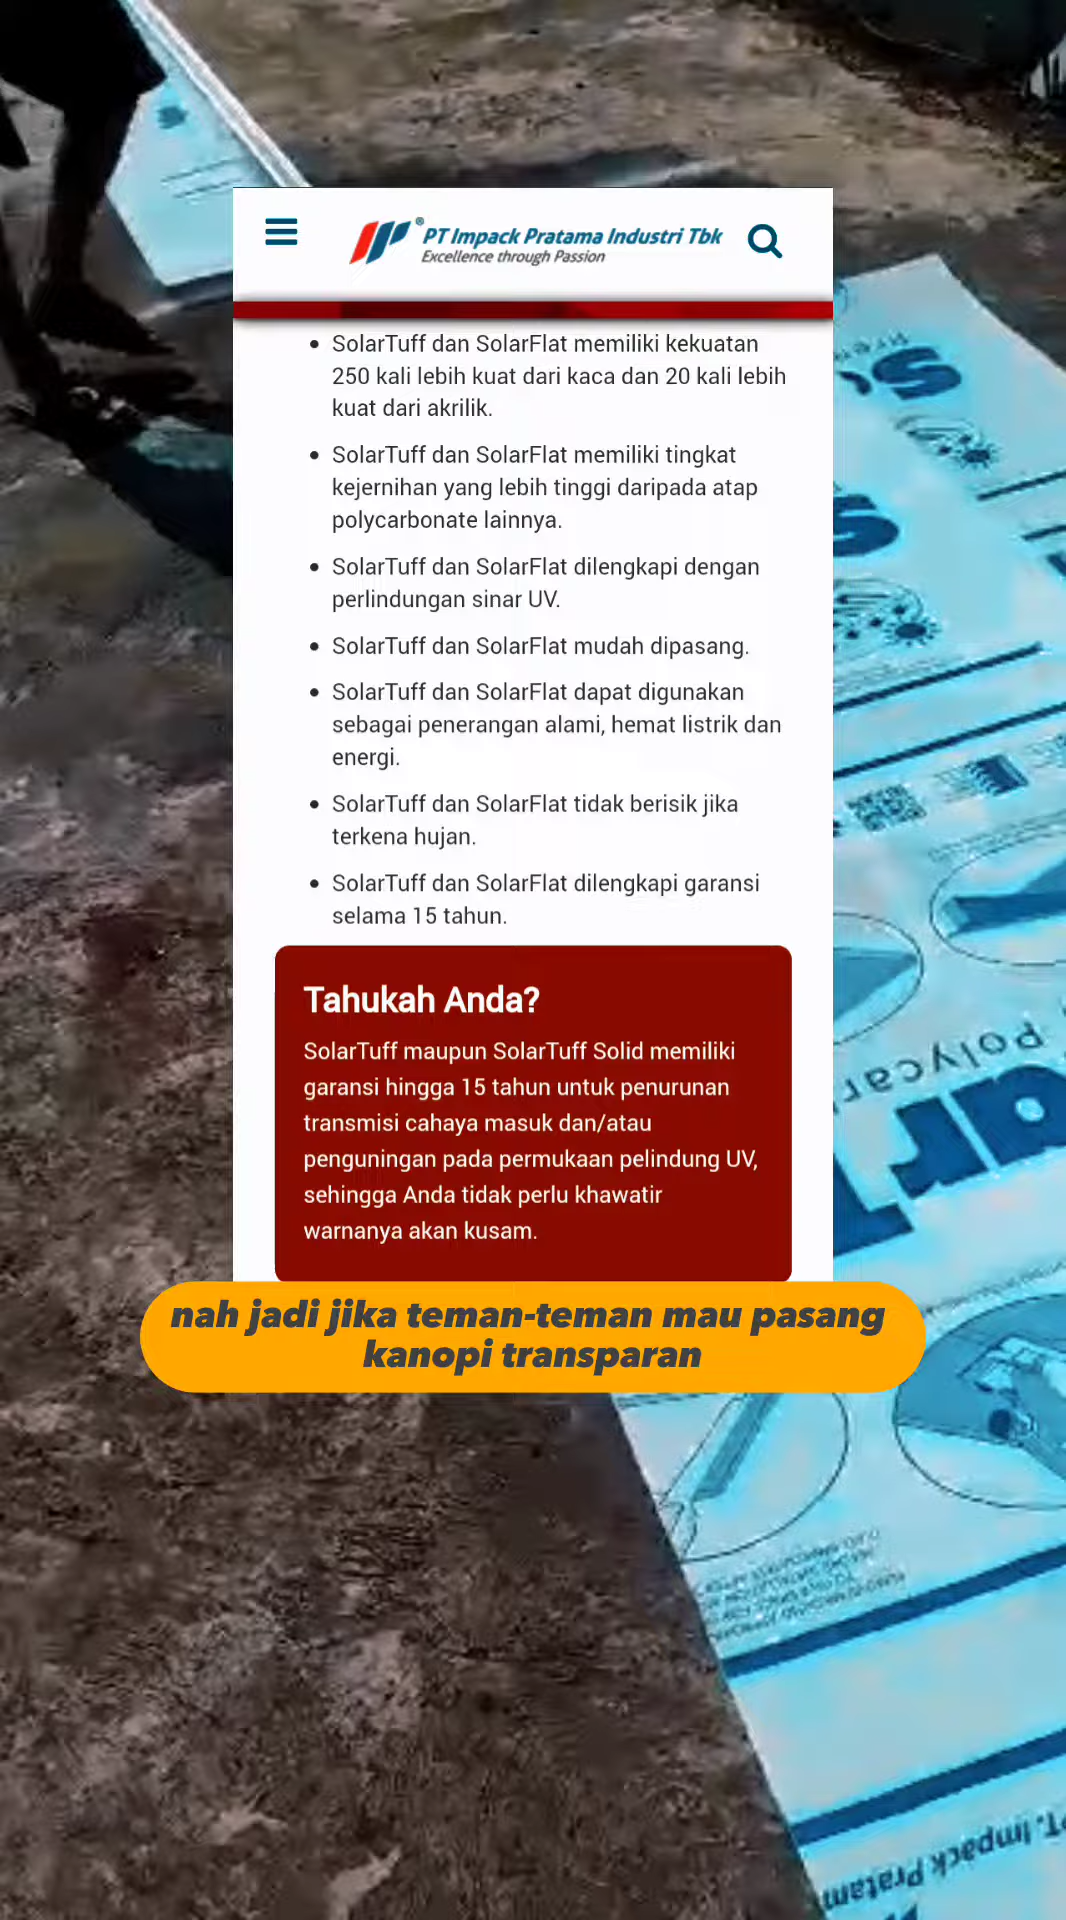 PT Impack Pratama Industri Tbk
Excellence through Passion
SolarTuff dan SolarFlat memiliki kekuatan
250 kali lebih kuat dari kaca dan 20 kali lebih
kuat dari akrilik.
SolarTuff dan SolarFlat memiliki tingkat
kejernihan yang lebih tinggi daripada atap
polycarbonate lainnya.
SolarTuff dan SolarFlat dilengkapi dengan
perlindungan sinar UV.
SolarTuff dan SolarFlat mudah dipasang.
SolarTuff dan SolarFlat dapat digunakan
sebagai penerangan alami, hemat listrik dan
energi.
SolarTuff dan SolarFlat tidak berisik jika
terkena hujan.
SolarTuff dan SolarFlat dilengkapi garansi
selama 15 tahun.
Tahukah Anda?
SolarTuff maupun SolarTuff Solid memiliki
garansi hingga 15 tahun untuk penurunan
transmisi cahaya masuk dan/atau
penguningan pada permukaan pelindung UV,
sehingga Anda tidak perlu khawatir
warnanya akan kusam.
nah jadi jika teman-teman mau pasang
kanopi transparan